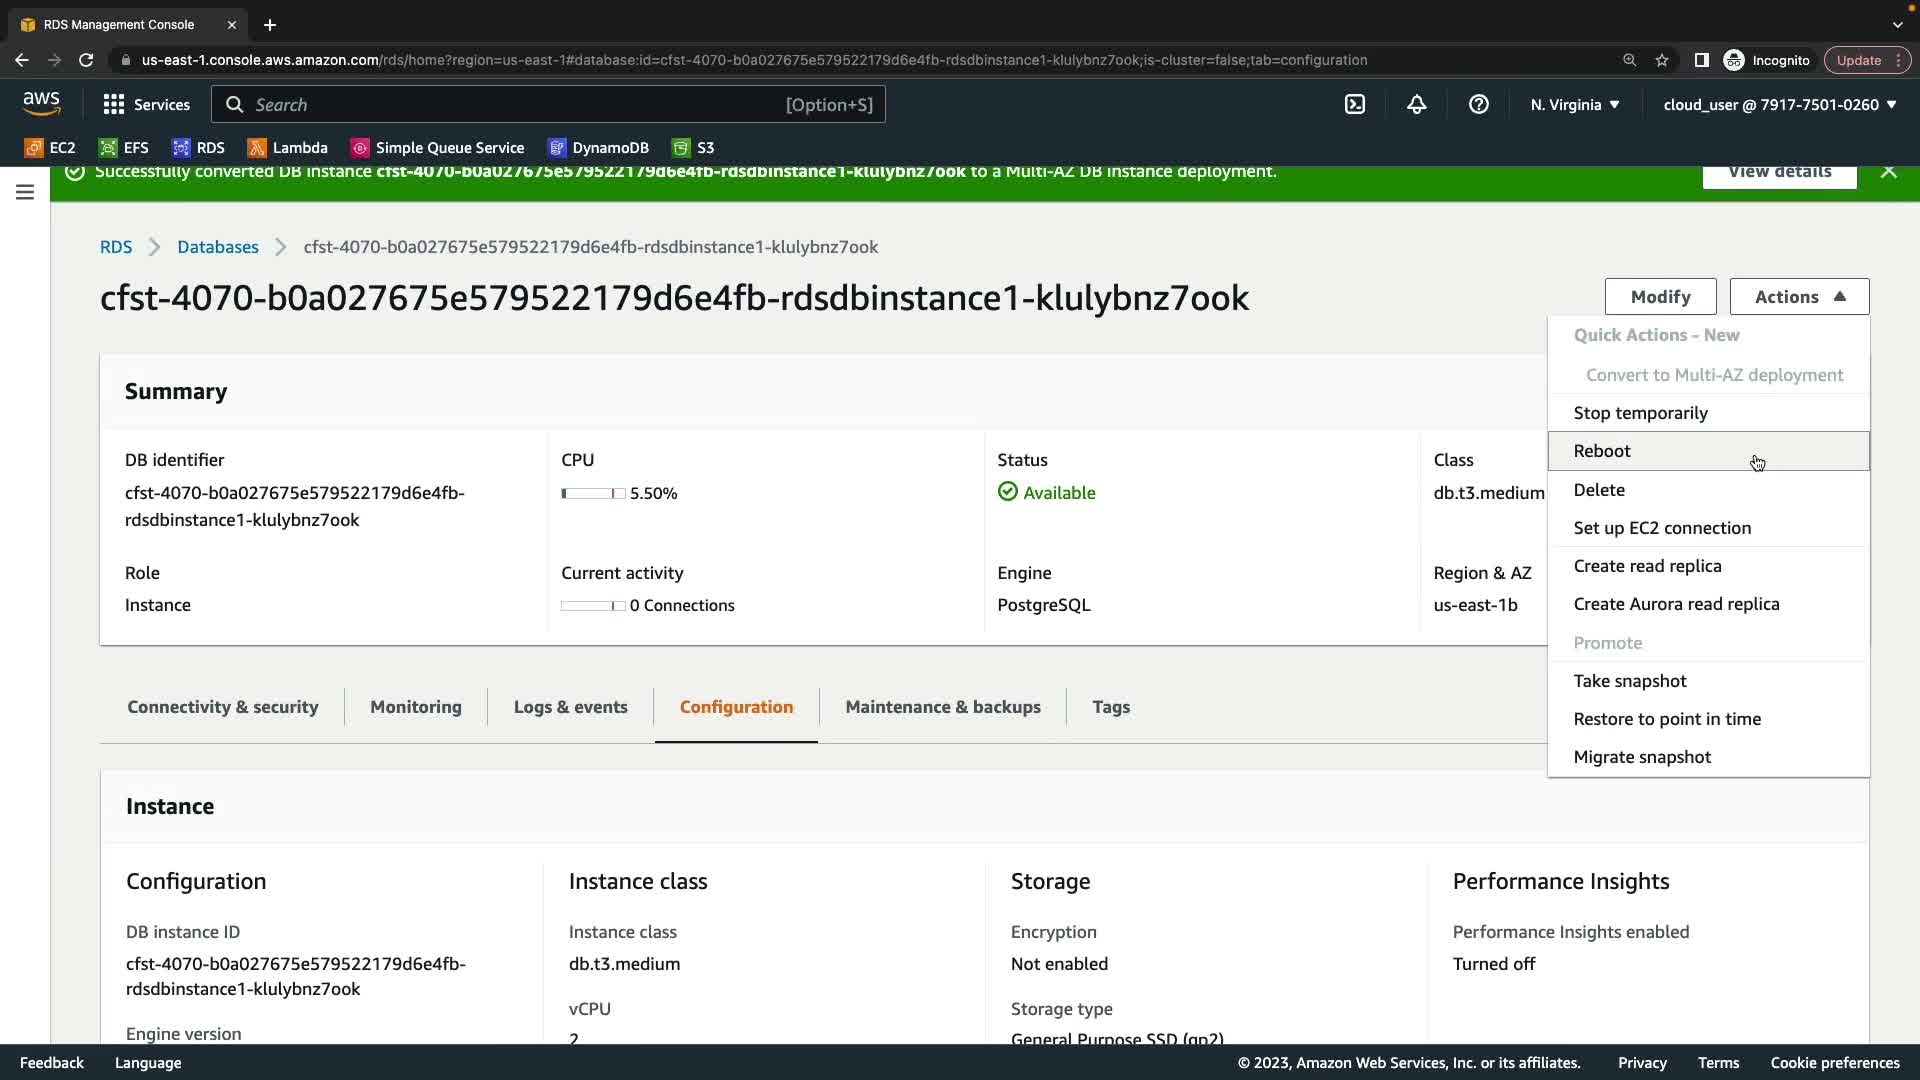 RDS Management Console
us-east-1.console.aws.amazon.com/rds/home?region=us-east-1#database:id=cfst-4070-b0a027675e579522179d6e4fb-rdsdbinstance1-klulybnz7ook;is-cluster=false;tab=configuration
Incognito
Update
aws
Services
Search
[Option+S]
N. Virginia
cloud_user @ 7917-7501-0260
EC2
EFS
RDS
Lambda
Simple Queue Service
DynamoDB
S3
Successfully converted DB instance cfst-4070-b0a027675e579522179d6e4fb-rdsdbinstance1-klulybnz7ook to a Multi-AZ DB instance deployment.
View details
RDS
Databases
cfst-4070-b0a027675e579522179d6e4fb-rdsdbinstance1-klulybnz7ook
cfst-4070-b0a027675e579522179d6e4fb-rdsdbinstance1-klulybnz7ook
Modify
Actions
Quick Actions - New
Convert to Multi-AZ deployment
Stop temporarily
Reboot
Delete
Set up EC2 connection
Create read replica
Create Aurora read replica
Promote
Take snapshot
Restore to point in time
Migrate snapshot
Summary
DB identifier
cfst-4070-b0a027675e579522179d6e4fb-
rdsdbinstance1-klulybnz7ook
CPU
5.50%
Status
Available
Class
db.t3.medium
Role
Instance
Current activity
0 Connections
Engine
PostgreSQL
Region & AZ
us-east-1b
Connectivity & security
Monitoring
Logs & events
Configuration
Maintenance & backups
Tags
Instance
Configuration
DB instance ID
cfst-4070-b0a027675e579522179d6e4fb-
rdsdbinstance1-klulybnz7ook
Engine version
Instance class
Instance class
db.t3.medium
vCPU
2
Storage
Encryption
Not enabled
Storage type
General Purpose SSD (gp2)
Performance Insights
Performance Insights enabled
Turned off
Feedback
Language
© 2023, Amazon Web Services, Inc. or its affiliates.
Privacy
Terms
Cookie preferences